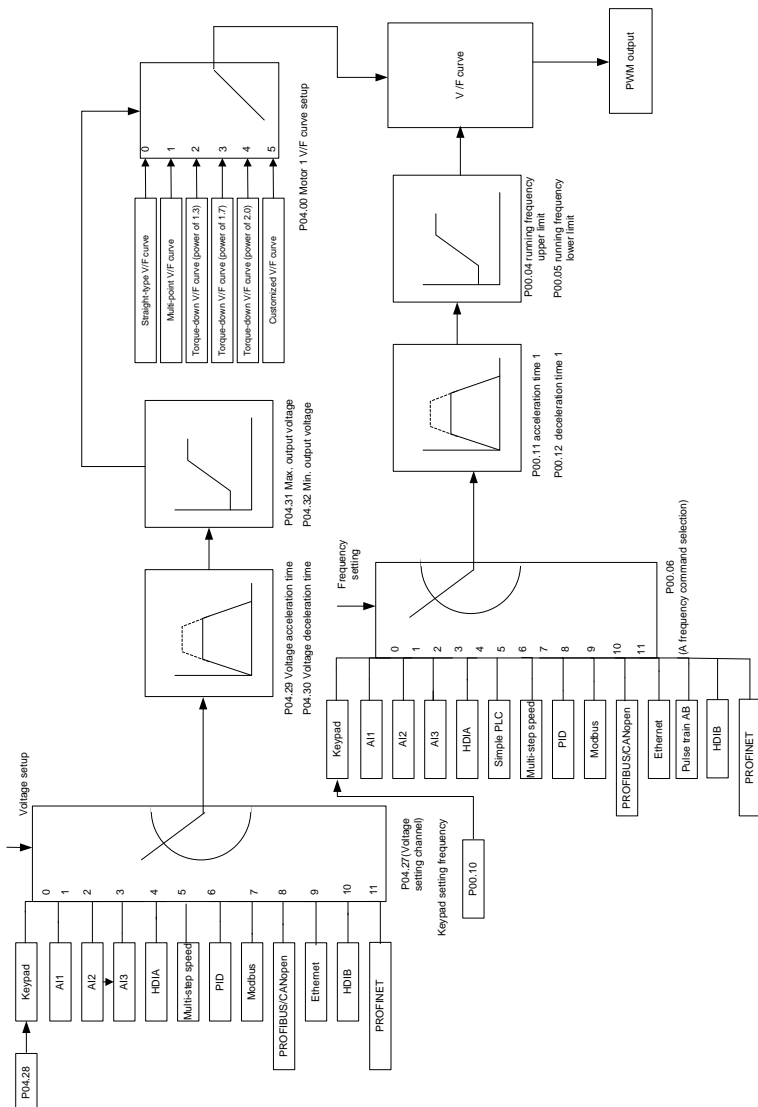 P04.28
Keypad
AI1
AI2
AI3
HDIA
Multi-step speed
PID
Modbus
PROFIBUS/CANopen
Ethernet
HDIB
PROFINET
Voltage setup
0
1
2
3
4
5
6
7
8
9
10
11
P04.27(Voltage
setting channel)
P04.29 Voltage acceleration time
P04.30 Voltage deceleration time
P04.31 Max. output voltage
P04.32 Min. output voltage
Straight-type V/F curve
Multi-point V/F curve
Torque-down V/F curve (power of 1.3)
Torque-down V/F curve (power of 1.7)
Torque-down V/F curve (power of 2.0)
Customized V/F curve
0
1
2
3
4
5
P04.00 Motor 1 V/F curve setup
Keypad setting frequency
P00.10
Keypad
AI1
AI2
AI3
HDIA
Simple PLC
Multi-step speed
PID
Modbus
PROFIBUS/CANopen
Ethernet
Pulse train AB
HDIB
PROFINET
Frequency
setting
0
1
2
3
4
5
6
7
8
9
10
11
P00.06
(A frequency command selection)
P00.11 acceleration time 1
P00.12 deceleration time 1
P00.04 running frequency
upper limit
P00.05 running frequency
lower limit
V /F curve
PWM output